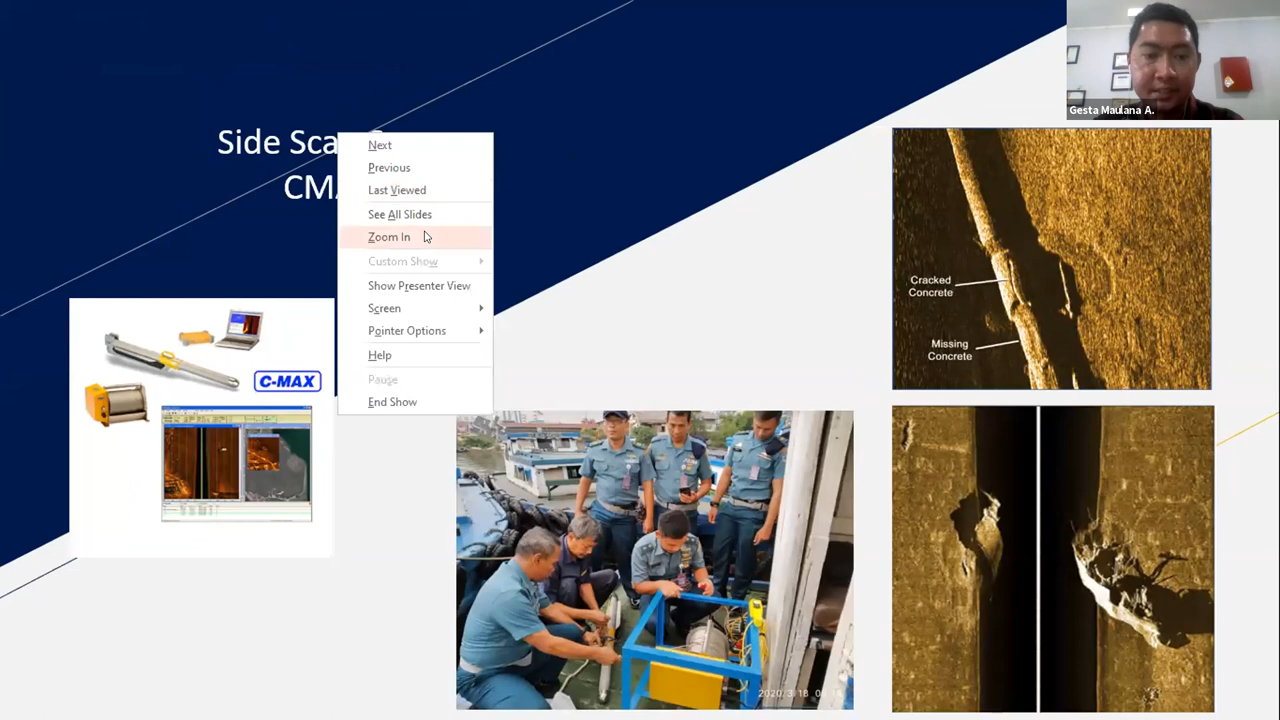 Gesta Maulana A.
Side Sca
CM
Next
Previous
Last Viewed
See All Slides
Zoom In
Custom Show
Show Presenter View
Screen
Pointer Options
Help
Pause
End Show
C-MAX
Cracked
Concrete
Missing
Concrete